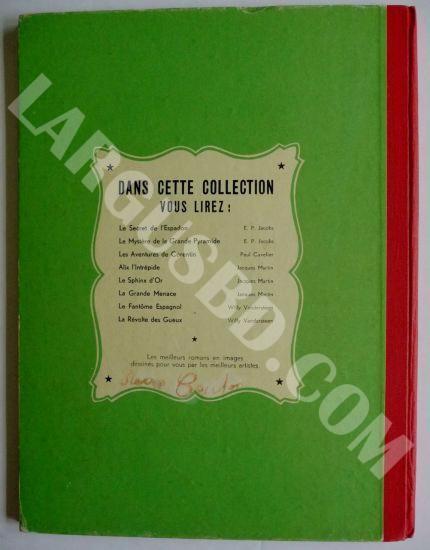 DANS CETTE COLLECTION
VOUS LIREZ :
Le Secret de l'Espadon E. P. Jacobs
Le Mystère de la Grande Pyramide E. P. Jacobs
Les Aventures de Corentin Paul Cuvelier
Alix l'Intrépide Jacques Martin
Le Sphinx d'Or Jacques Martin
La Grande Menace Jacques Martin
Le Fantôme Espagnol Willy Vandersteen
La Révolte des Gueux Willy Vandersteen
Les meilleurs romans en images
dessinés pour vous par les meilleurs artistes.
LARGUSBD.COM